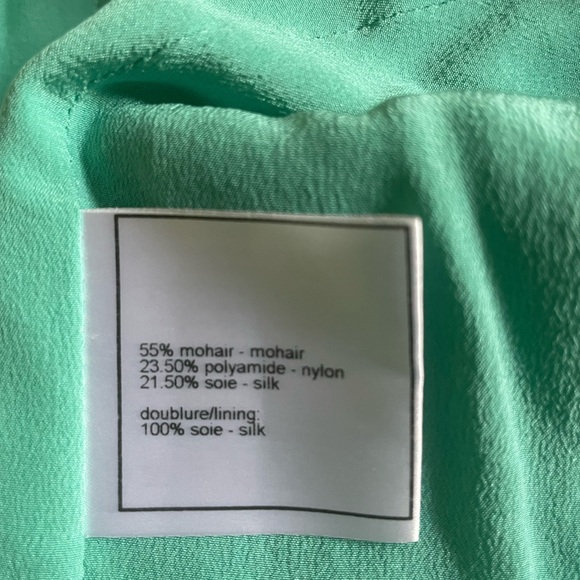 55% mohair - mohair
23.50% polyamide - nylon
21.50% soie - silk
doublure/lining:
100% soie - silk